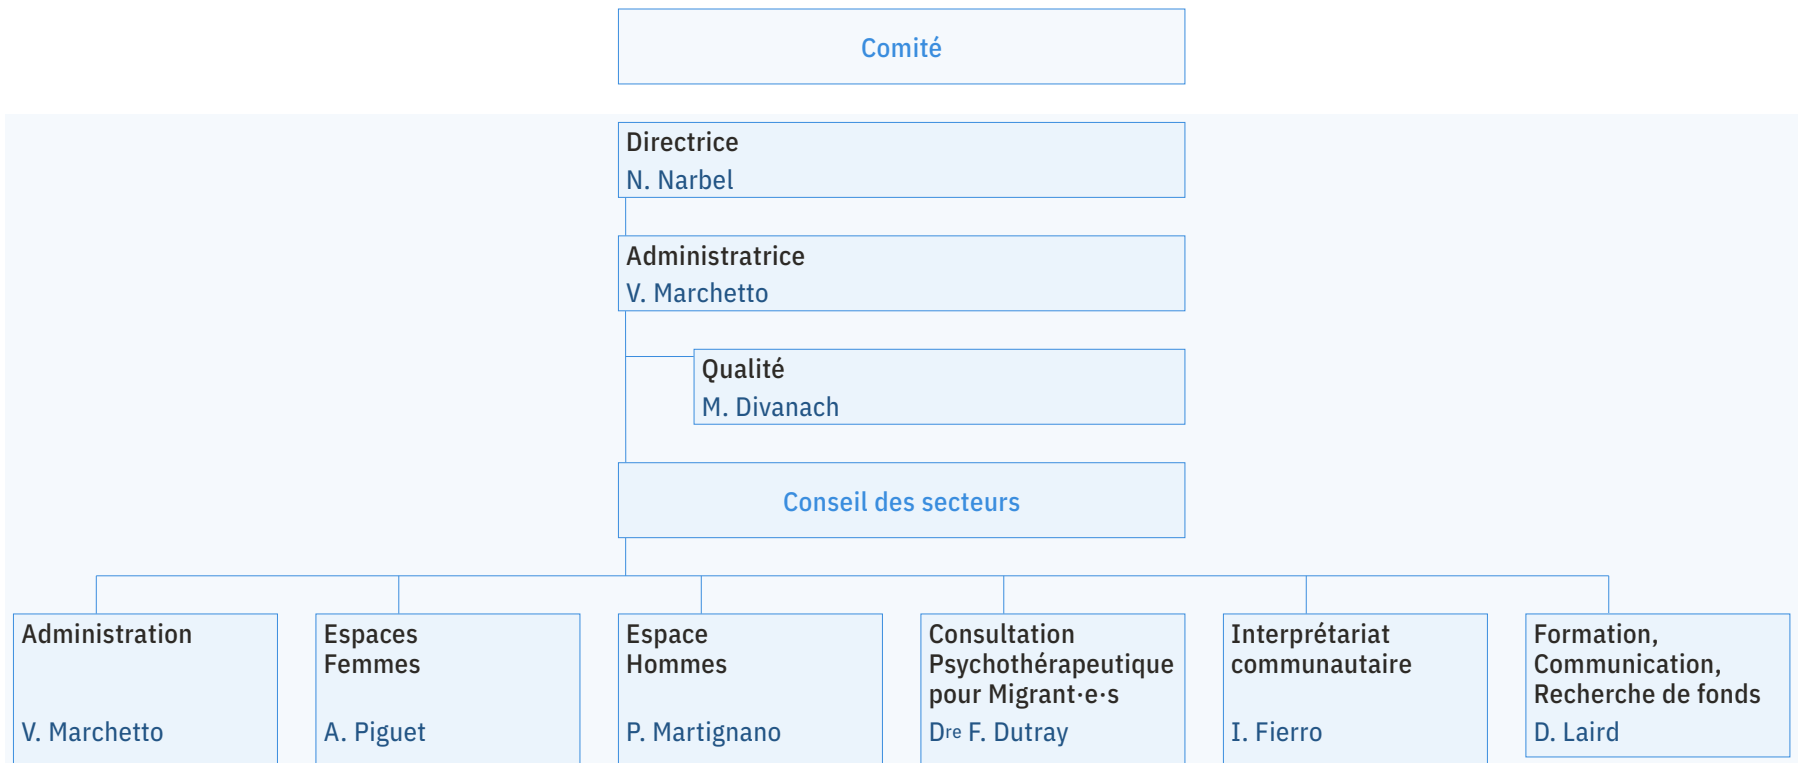 Comité
Directrice
N. Narbel
Administratrice
V. Marchetto
Qualité
M. Divanach
Conseil des secteurs
Administration
V. Marchetto
Espaces
Femmes
A. Piguet
Espace
Hommes
P. Martignano
Consultation
Psychothérapeutique
pour Migrant·e·s
Dre F. Dutray
Interprétariat
communautaire
I. Fierro
Formation,
Communication,
Recherche de fonds
D. Laird